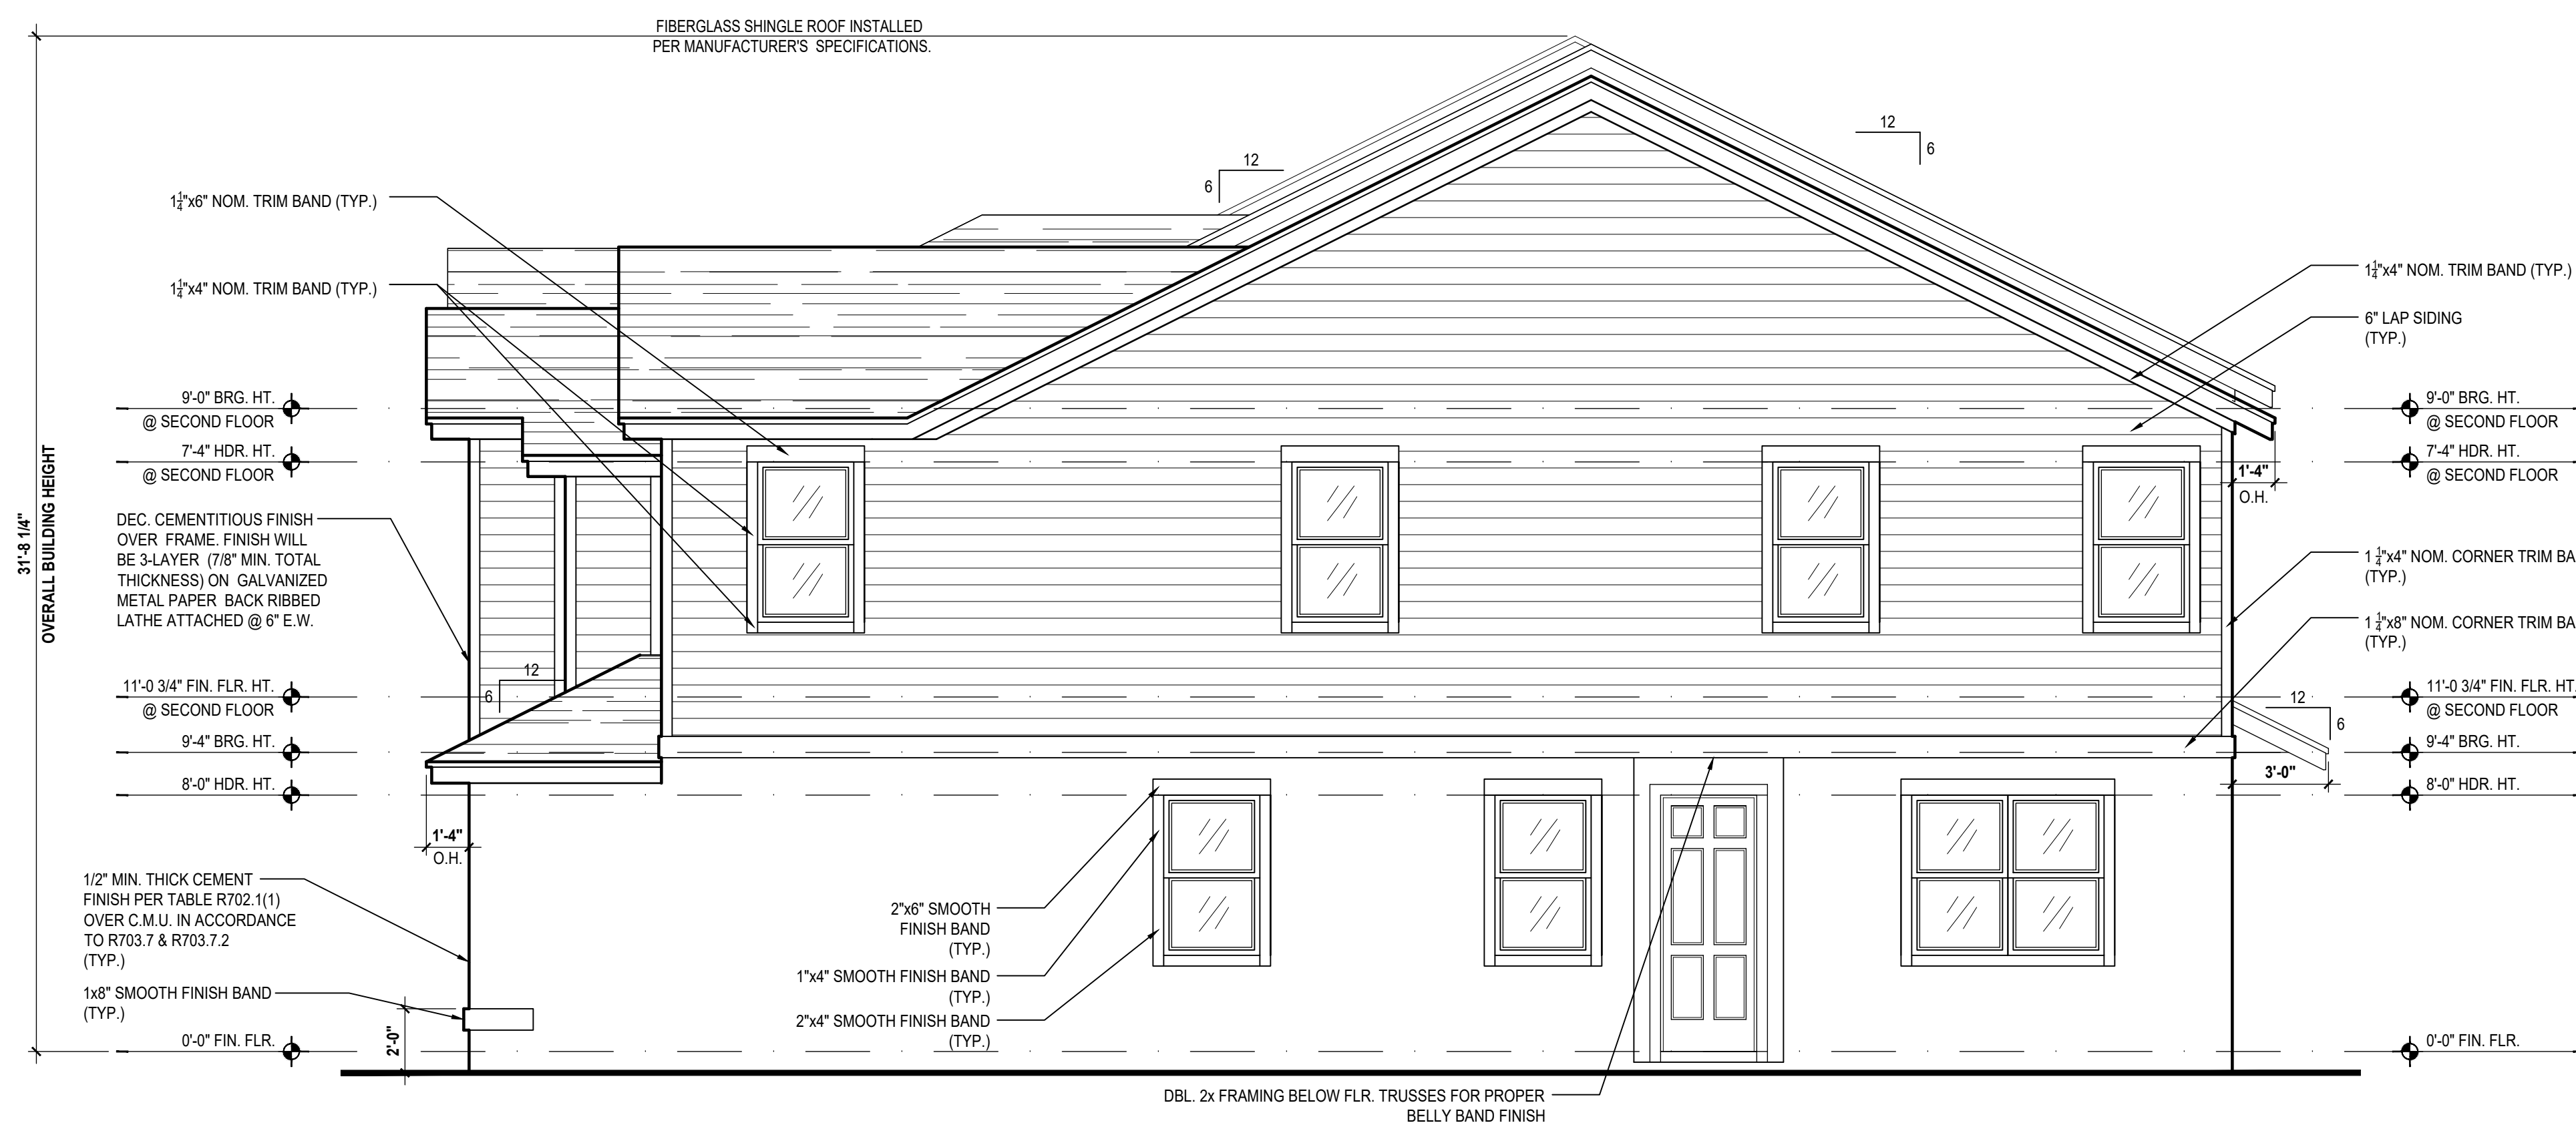 FIBERGLASS SHINGLE ROOF INSTALLED
PER MANUFACTURER'S SPECIFICATIONS.
12
6
12
6
1 1/4"x6" NOM. TRIM BAND (TYP.)
1 1/4"x4" NOM. TRIM BAND (TYP.)
9'-0" BRG. HT.
@ SECOND FLOOR
7'-4" HDR. HT.
@ SECOND FLOOR
31'-8 1/4"
OVERALL BUILDING HEIGHT
DEC. CEMENTITIOUS FINISH
OVER FRAME. FINISH WILL
BE 3-LAYER (7/8" MIN. TOTAL
THICKNESS) ON GALVANIZED
METAL PAPER BACK RIBBED
LATHE ATTACHED @ 6" E.W.
12
6
11'-0 3/4" FIN. FLR. HT.
@ SECOND FLOOR
9'-4" BRG. HT.
8'-0" HDR. HT.
1'-4"
O.H.
1/2" MIN. THICK CEMENT
FINISH PER TABLE R702.1(1)
OVER C.M.U. IN ACCORDANCE
TO R703.7 & R703.7.2
(TYP.)
1x8" SMOOTH FINISH BAND
(TYP.)
2'-0"
0'-0" FIN. FLR.
2"x6" SMOOTH
FINISH BAND
(TYP.)
1"x4" SMOOTH FINISH BAND
(TYP.)
2"x4" SMOOTH FINISH BAND
(TYP.)
DBL. 2x FRAMING BELOW FLR. TRUSSES FOR PROPER
BELLY BAND FINISH
1 1/4"x4" NOM. TRIM BAND (TYP.)
6" LAP SIDING
(TYP.)
9'-0" BRG. HT.
@ SECOND FLOOR
7'-4" HDR. HT.
@ SECOND FLOOR
1'-4"
O.H.
1 1/4"x4" NOM. CORNER TRIM BA
(TYP.)
1 1/4"x8" NOM. CORNER TRIM BA
(TYP.)
11'-0 3/4" FIN. FLR. HT.
@ SECOND FLOOR
12
6
9'-4" BRG. HT.
3'-0"
8'-0" HDR. HT.
0'-0" FIN. FLR.